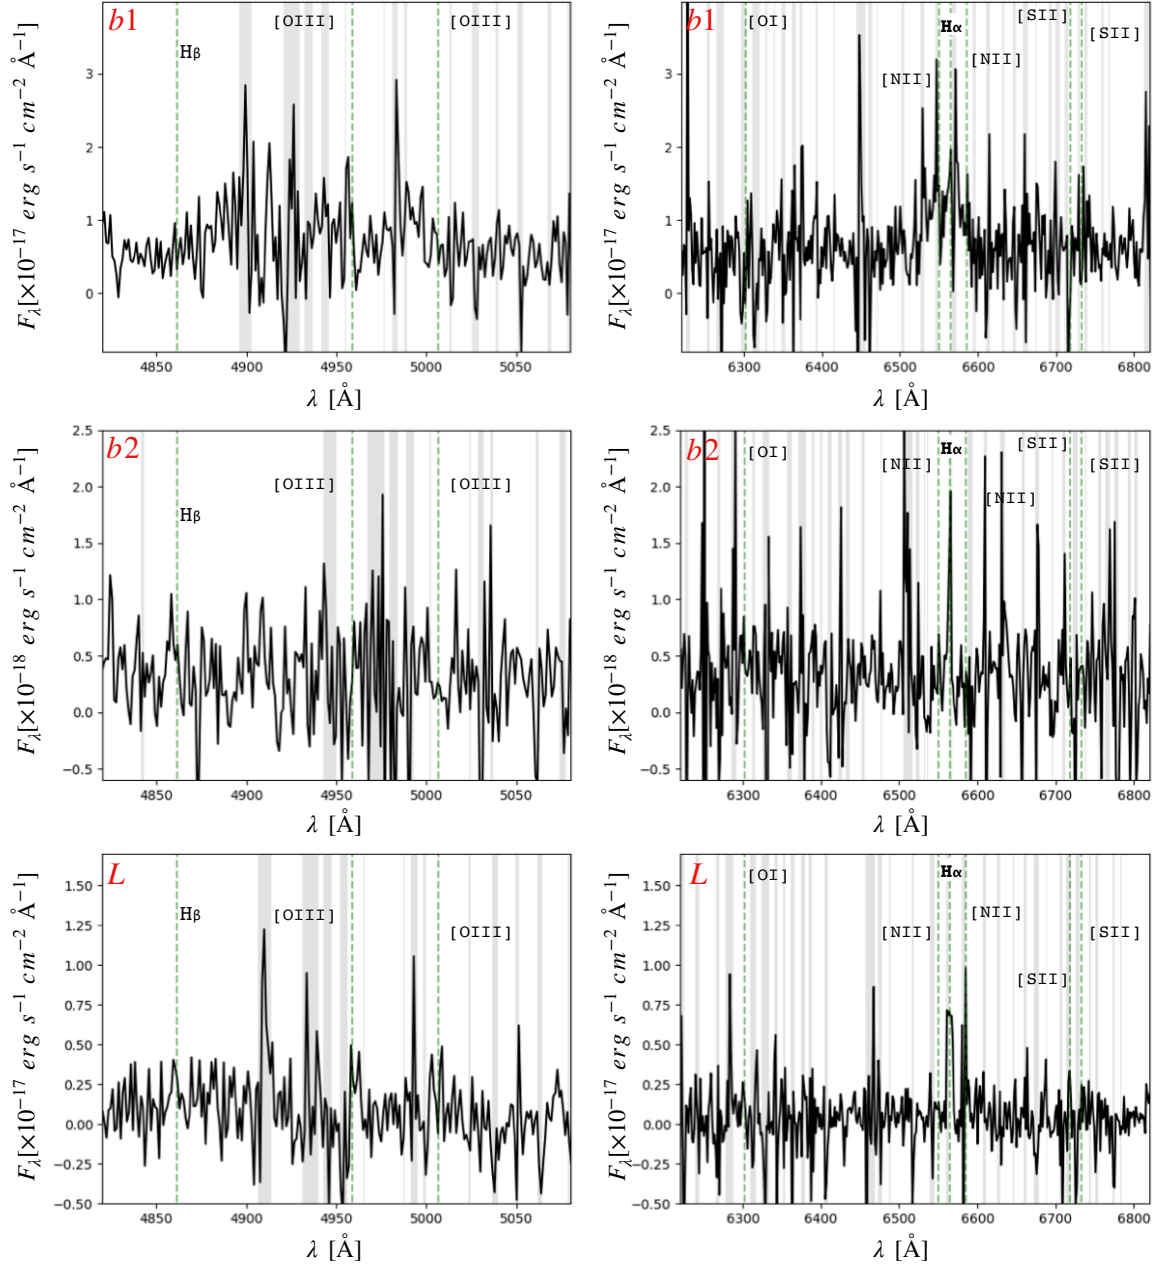 b1
[OIII]
[OIII]
Hβ
3
2
1
0
F_λ[×10⁻¹⁷ erg s⁻¹ cm⁻² Å⁻¹]
4850 4900 4950 5000 5050
λ [Å]
b1
[OI]
Hα
[SII]
[SII]
[NII]
[NII]
3
2
1
0
F_λ[×10⁻¹⁷ erg s⁻¹ cm⁻² Å⁻¹]
6300 6400 6500 6600 6700 6800
λ [Å]
b2
[OIII]
[OIII]
Hβ
2.5
2.0
1.5
1.0
0.5
0.0
−0.5
F_λ[×10⁻¹⁸ erg s⁻¹ cm⁻² Å⁻¹]
4850 4900 4950 5000 5050
λ [Å]
b2
[OI]
[NII]
Hα
[SII]
[SII]
[NII]
2.5
2.0
1.5
1.0
0.5
0.0
−0.5
F_λ[×10⁻¹⁸ erg s⁻¹ cm⁻² Å⁻¹]
6300 6400 6500 6600 6700 6800
λ [Å]
L
Hβ
[OIII]
[OIII]
1.50
1.25
1.00
0.75
0.50
0.25
0.00
−0.25
−0.50
F_λ[×10⁻¹⁷ erg s⁻¹ cm⁻² Å⁻¹]
4850 4900 4950 5000 5050
λ [Å]
L
[OI]
Hα
[NII]
[NII]
[SII]
[SII]
1.50
1.25
1.00
0.75
0.50
0.25
0.00
−0.25
−0.50
F_λ[×10⁻¹⁷ erg s⁻¹ cm⁻² Å⁻¹]
6300 6400 6500 6600 6700 6800
λ [Å]